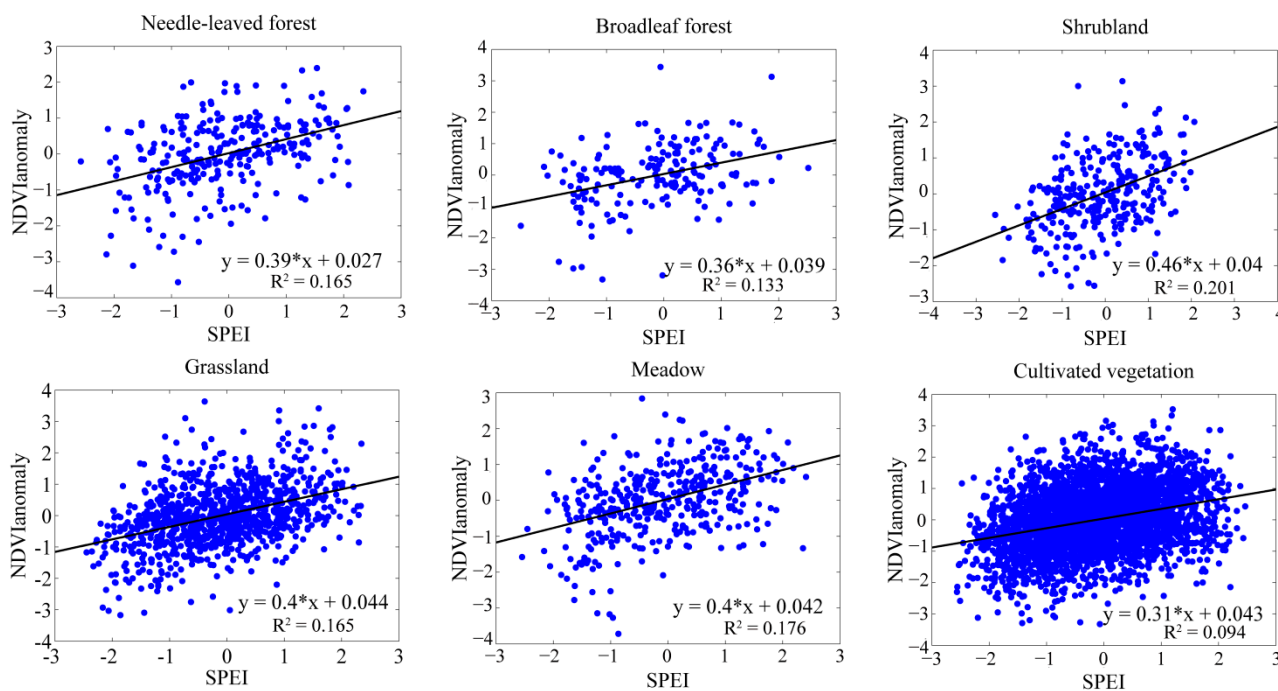 Needle-leaved forest
NDVIanomaly
3
2
1
0
−1
−2
−3
−4
y = 0.39*x + 0.027
R² = 0.165
−3 −2 −1 0 1 2 3
SPEI
Broadleaf forest
NDVIanomaly
4
3
2
1
0
−1
−2
−3
−4
y = 0.36*x + 0.039
R² = 0.133
−3 −2 −1 0 1 2 3
SPEI
Shrubland
NDVIanomaly
4
3
2
1
0
−1
−2
−3
y = 0.46*x + 0.04
R² = 0.201
−4 −3 −2 −1 0 1 2 3 4
SPEI
Grassland
NDVIanomaly
4
3
2
1
0
-1
-2
-3
-4
y = 0.4*x + 0.044
R² = 0.165
−3 -2 -1 0 1 2 3
SPEI
Meadow
NDVIanomaly
3
2
1
0
−1
−2
−3
−4
y = 0.4*x + 0.042
R² = 0.176
−3 −2 −1 0 1 2 3
SPEI
Cultivated vegetation
NDVIanomaly
4
3
2
1
0
−1
−2
−3
−4
y = 0.31*x + 0.043
R² = 0.094
−3 −2 −1 0 1 2 3
SPEI